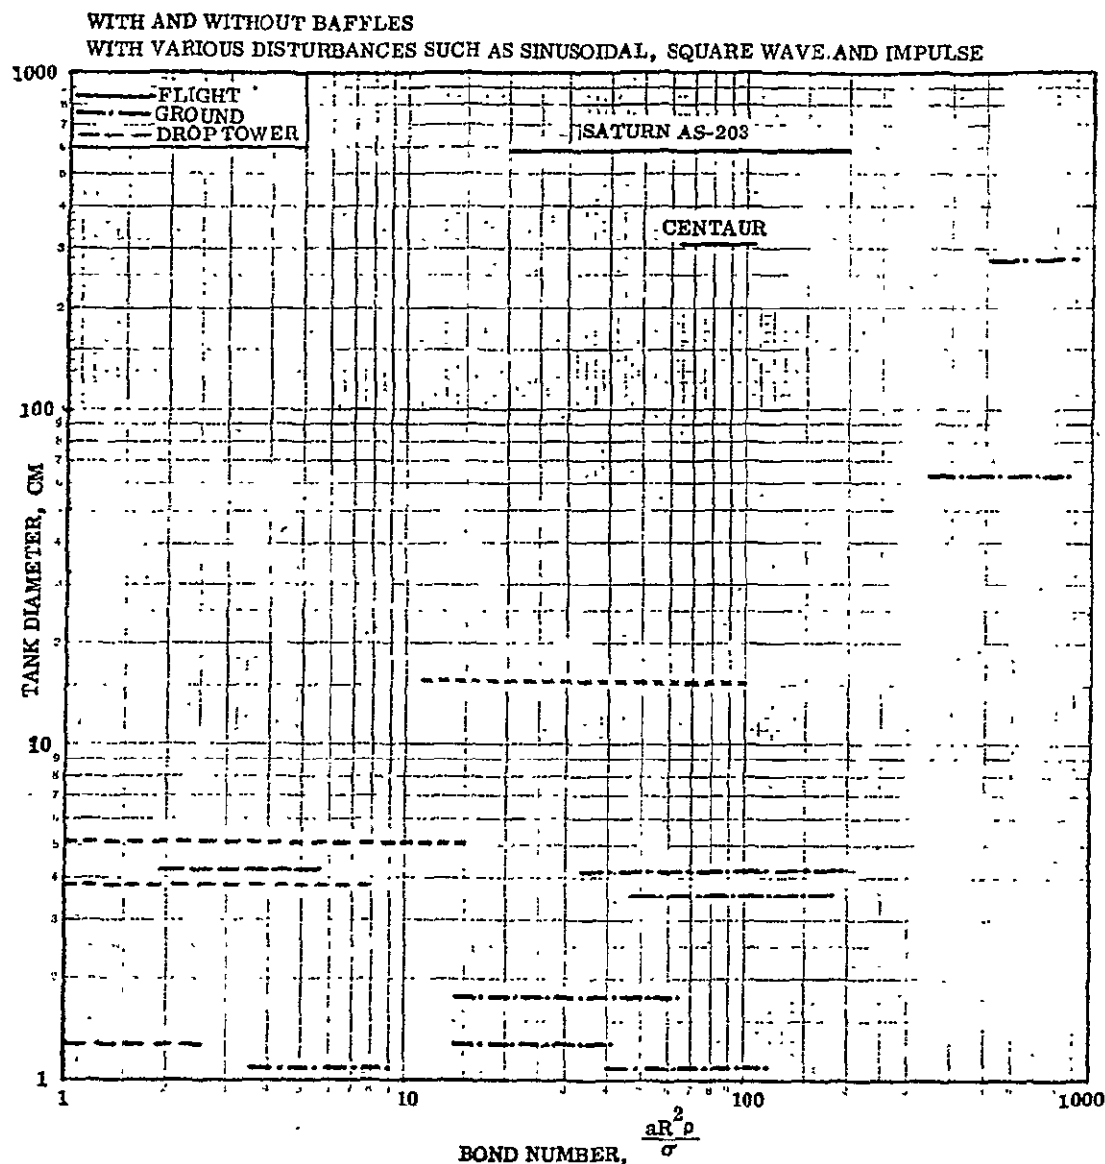 WITH AND WITHOUT BAFFLES
WITH VARIOUS DISTURBANCES SUCH AS SINUSOIDAL, SQUARE WAVE AND IMPULSE
1000
FLIGHT
GROUND
DROP TOWER
SATURN AS-203
CENTAUR
100
10
1
TANK DIAMETER, CM
1 10 100 1000
BOND NUMBER, aR²ρ/σ